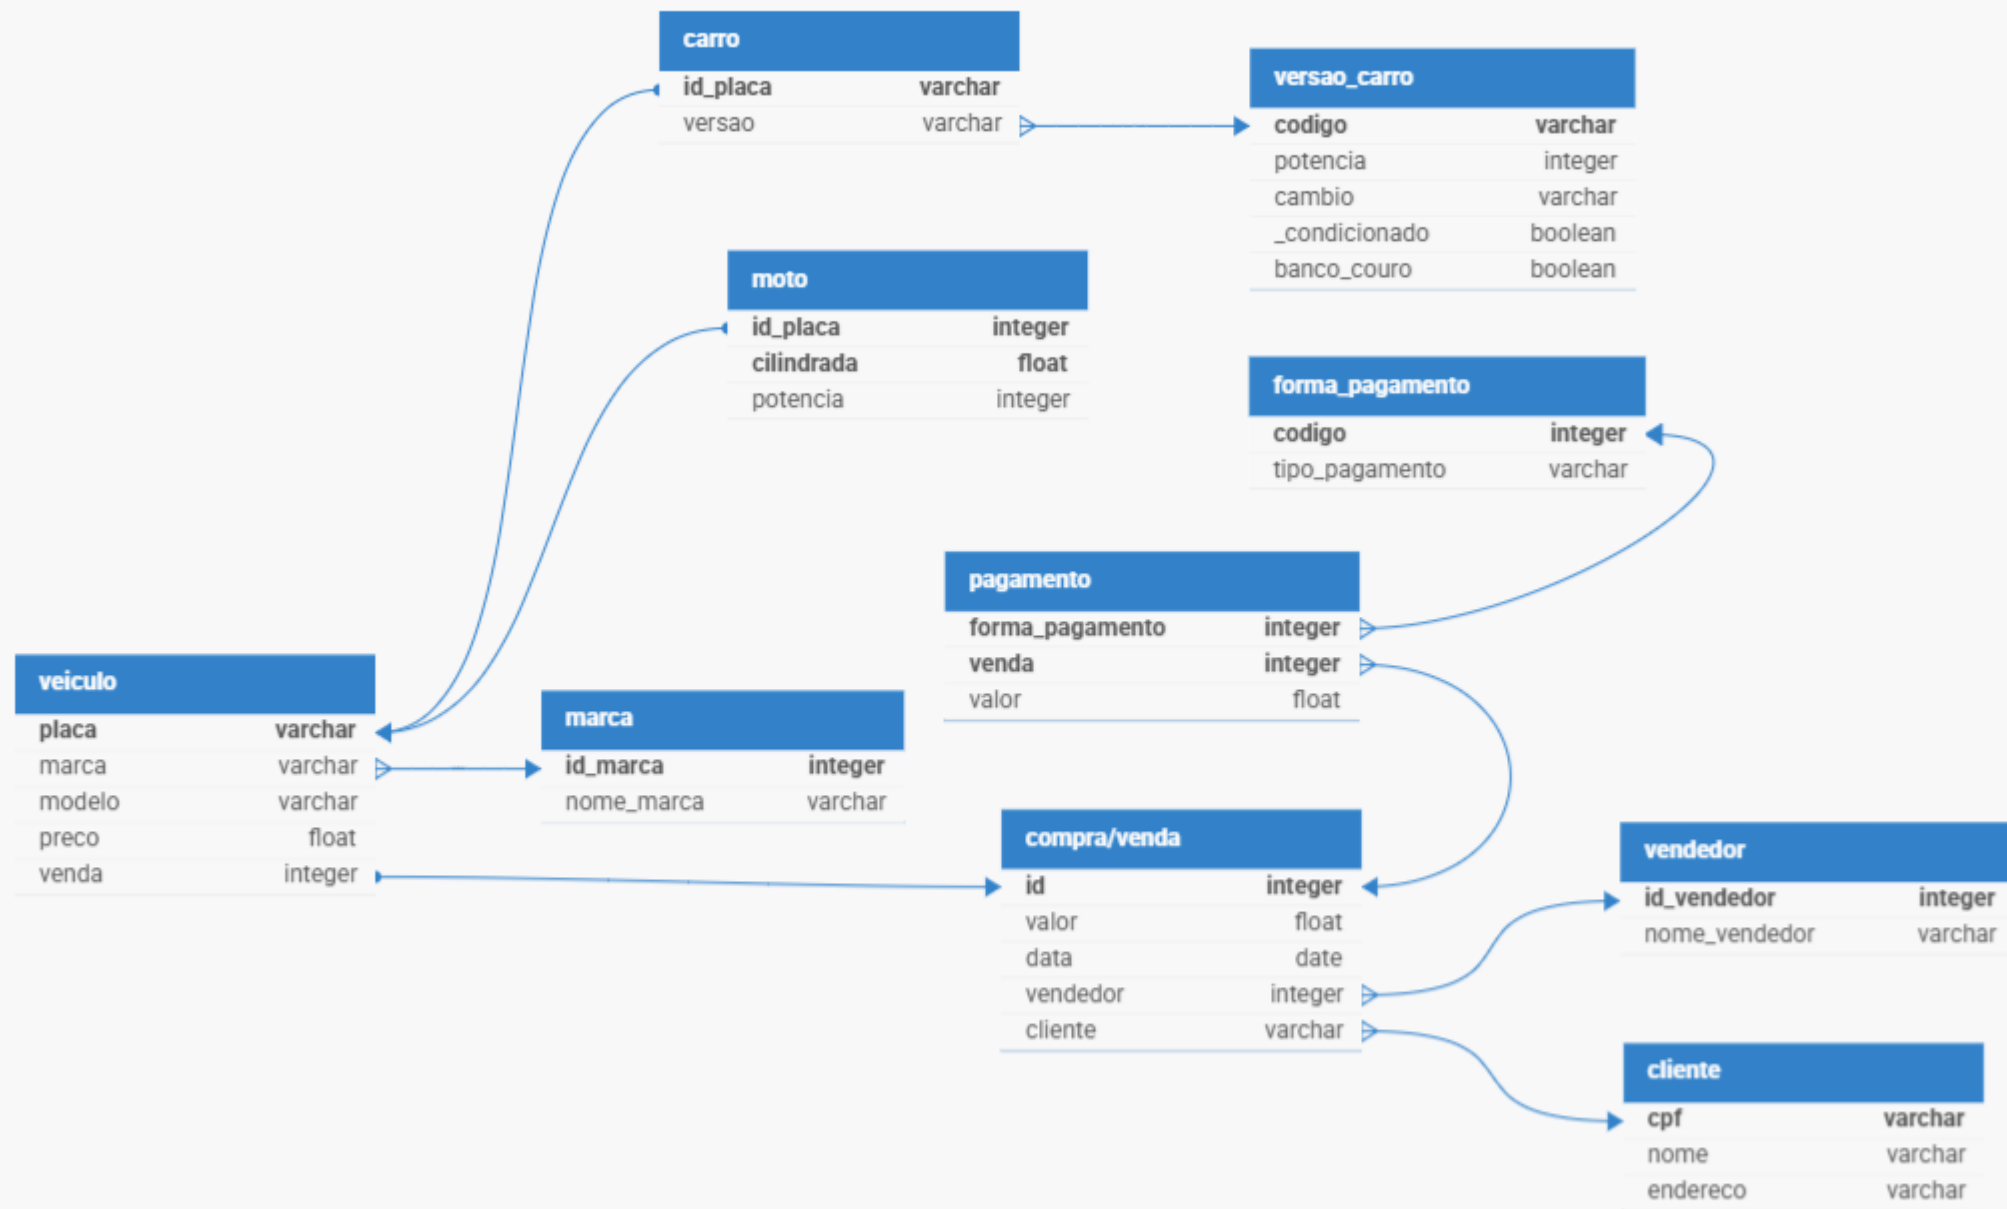 carro
id_placa varchar
versao varchar
versao_carro
codigo varchar
potencia integer
cambio varchar
_condicionado boolean
banco_couro boolean
moto
id_placa integer
cilindrada float
potencia integer
forma_pagamento
codigo integer
tipo_pagamento varchar
pagamento
forma_pagamento integer
venda integer
valor float
veiculo
placa varchar
marca varchar
modelo varchar
preco float
venda integer
marca
id_marca integer
nome_marca varchar
compra/venda
id integer
valor float
data date
vendedor integer
cliente varchar
vendedor
id_vendedor integer
nome_vendedor varchar
cliente
cpf varchar
nome varchar
endereco varchar